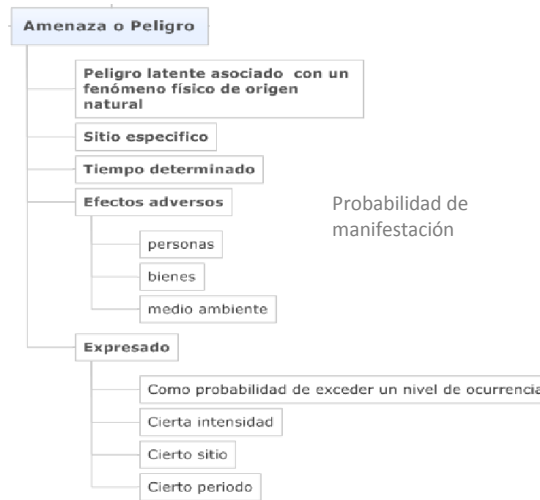 Amenaza o Peligro
Peligro latente asociado con un
fenómeno físico de origen
natural
Sitio especifico
Tiempo determinado
Efectos adversos
Probabilidad de
manifestación
personas
bienes
medio ambiente
Expresado
Como probabilidad de exceder un nivel de ocurrencia
Cierta intensidad
Cierto sitio
Cierto periodo